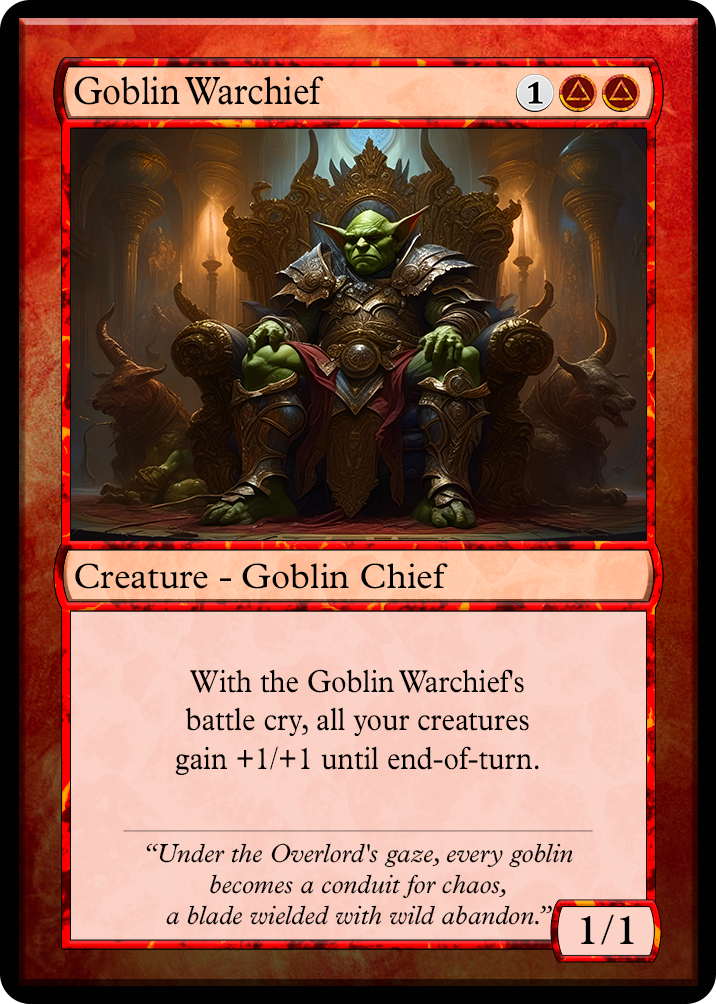 Goblin Warchief 1
Creature - Goblin Chief
With the Goblin Warchief's
battle cry, all your creatures
gain +1/+1 until end-of-turn.
“Under the Overlord's gaze, every goblin
becomes a conduit for chaos,
a blade wielded with wild abandon.”
1/1